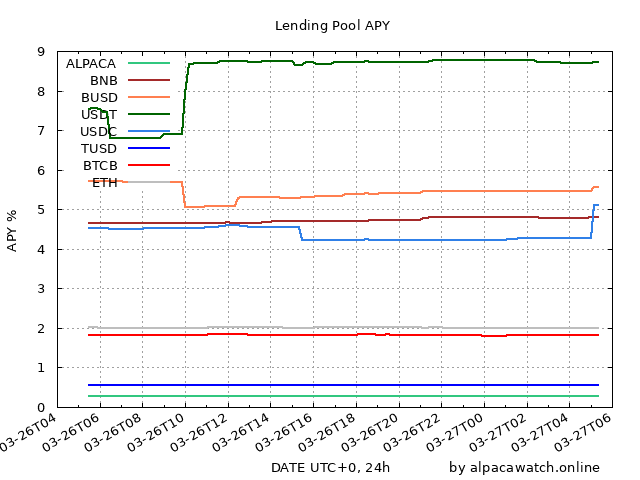 Lending Pool APY
9
8
7
6
5
4
3
2
1
0
APY %
ALPACA
BNB
BUSD
USDT
USDC
TUSD
BTCB
ETH
03-26T04
03-26T06
03-26T08
03-26T10
03-26T12
03-26T14
03-26T16
03-26T18
03-26T20
03-26T22
03-27T00
03-27T02
03-27T04
03-27T06
DATE UTC+0, 24h
by alpacawatch.online